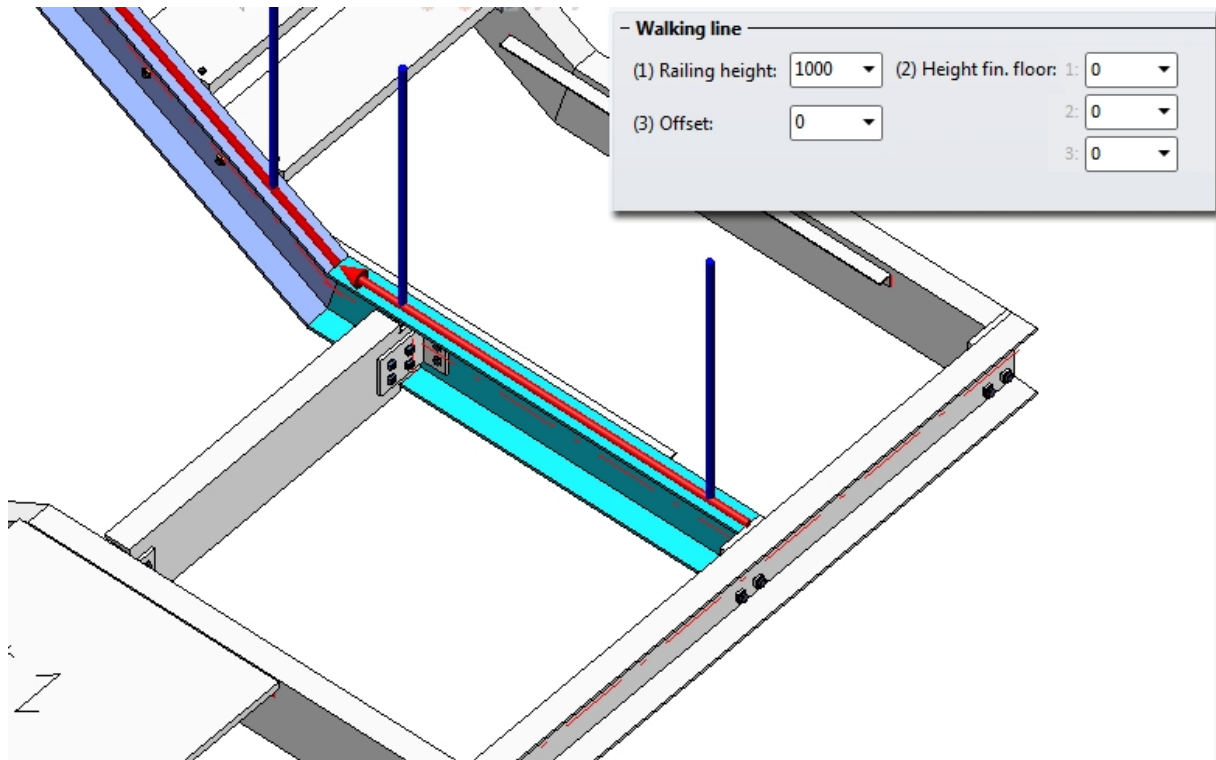 – Walking line
(1) Railing height: 1000 (2) Height fin. floor: 1: 0
2: 0
(3) Offset: 0
3: 0
Z